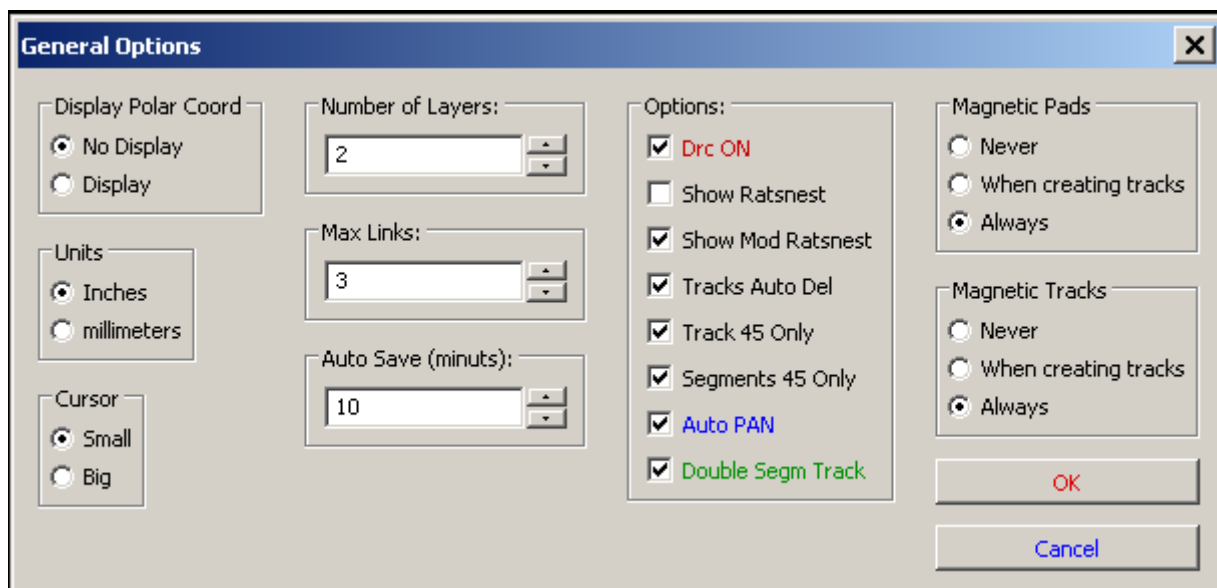 General Options
Display Polar Coord
No Display
Display
Units
Inches
millimeters
Cursor
Small
Big
Number of Layers:
2
Max Links:
3
Auto Save (minuts):
10
Options:
Drc ON
Show Ratsnest
Show Mod Ratsnest
Tracks Auto Del
Track 45 Only
Segments 45 Only
Auto PAN
Double Segm Track
Magnetic Pads
Never
When creating tracks
Always
Magnetic Tracks
Never
When creating tracks
Always
OK
Cancel